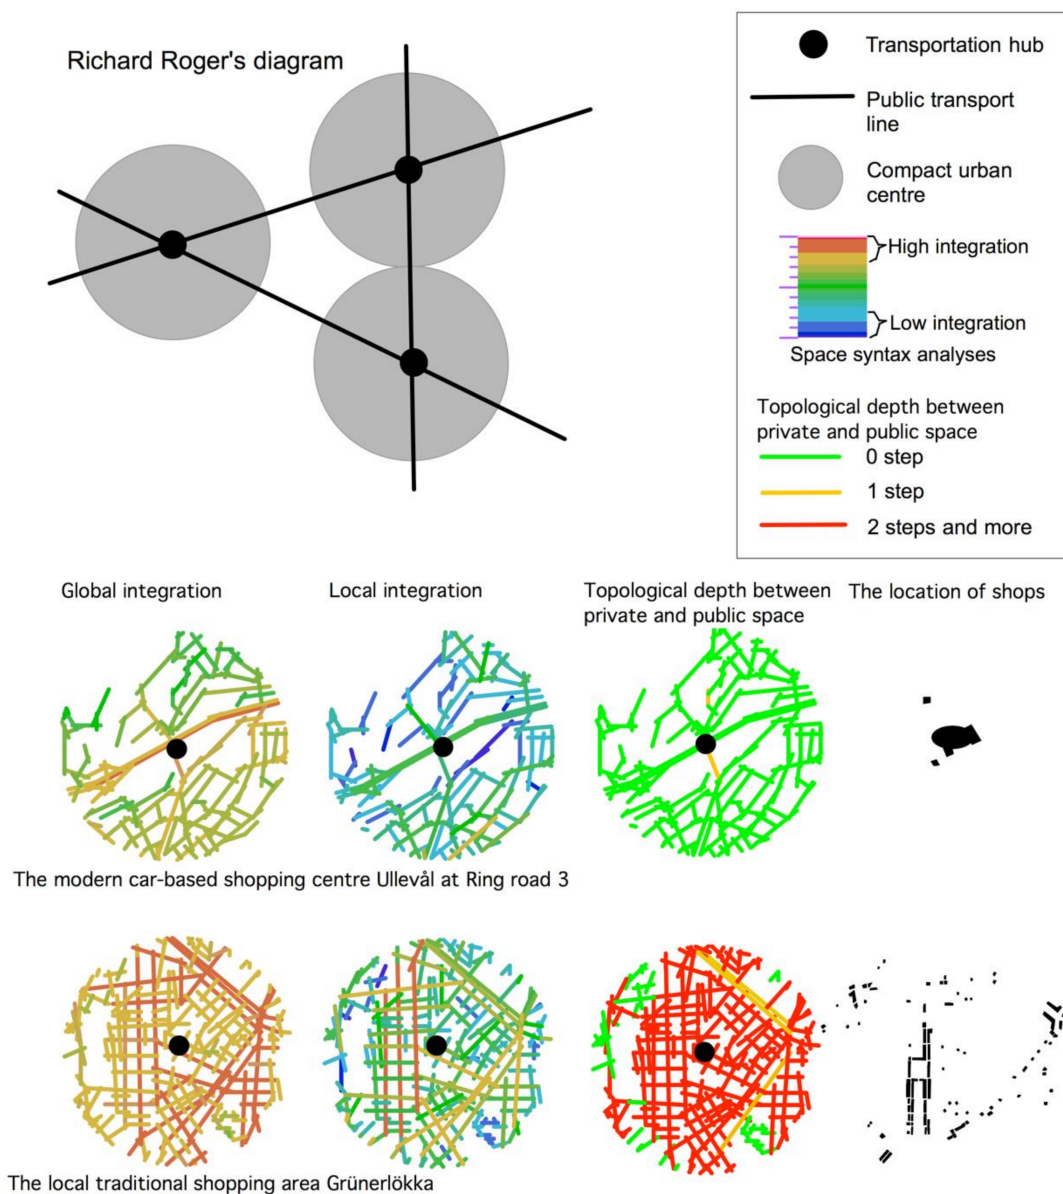 Richard Roger's diagram
Transportation hub
Public transport
line
Compact urban
centre
High integration
Low integration
Space syntax analyses
Topological depth between
private and public space
0 step
1 step
2 steps and more
Global integration
Local integration
Topological depth between
private and public space
The location of shops
The modern car-based shopping centre Ullevål at Ring road 3
The local traditional shopping area Grünerlökka